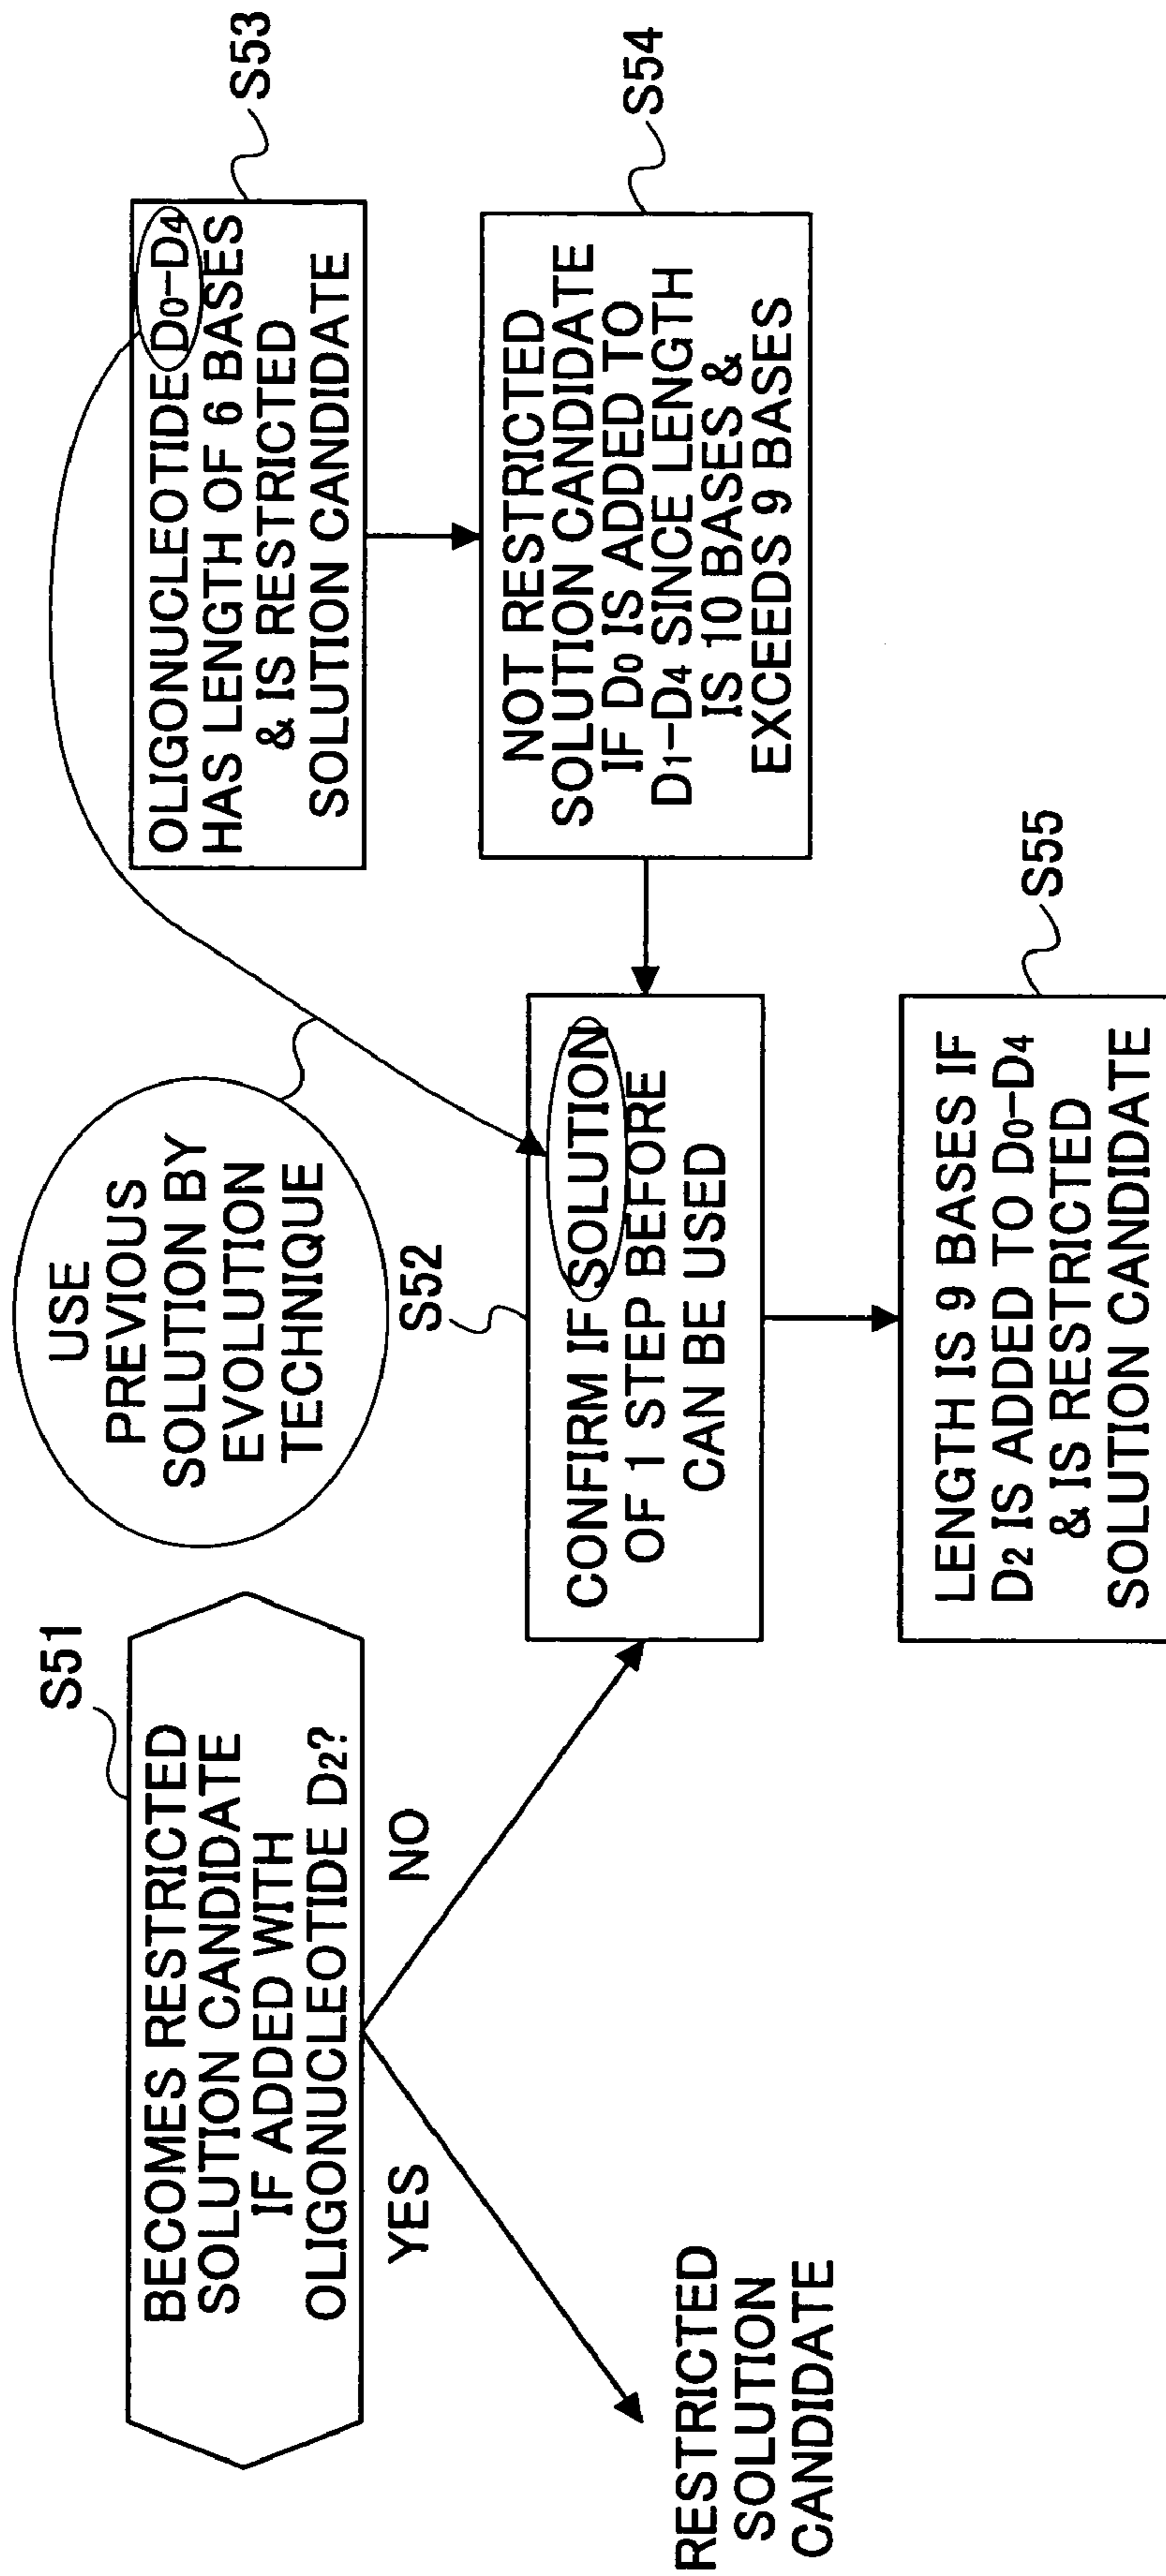 S51
BECOMES RESTRICTED
SOLUTION CANDIDATE
IF ADDED WITH
OLIGONUCLEOTIDE D2?
YES
NO
RESTRICTED
SOLUTION
CANDIDATE
USE
PREVIOUS
SOLUTION BY
EVOLUTION
TECHNIQUE
S52
CONFIRM IF SOLUTION
OF 1 STEP BEFORE
CAN BE USED
S53
OLIGONUCLEOTIDE D0–D4
HAS LENGTH OF 6 BASES
& IS RESTRICTED
SOLUTION CANDIDATE
S54
NOT RESTRICTED
SOLUTION CANDIDATE
IF D0 IS ADDED TO
D1–D4 SINCE LENGTH
IS 10 BASES &
EXCEEDS 9 BASES
S55
LENGTH IS 9 BASES IF
D2 IS ADDED TO D0–D4
& IS RESTRICTED
SOLUTION CANDIDATE